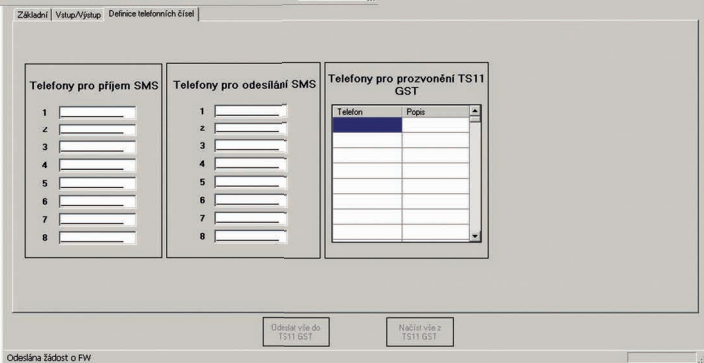 Základní Vstup/Výstup Definice telefonních čísel
Telefony pro příjem SMS
1
2
3
4
5
6
7
8
Telefony pro odesílání SMS
1
2
3
4
5
6
7
8
Telefony pro prozvonění TS11
GST
Telefon Popis
Odeslat vše do
TS11 GST
Načíst vše z
TS11 GST
Odeslána žádost o FW